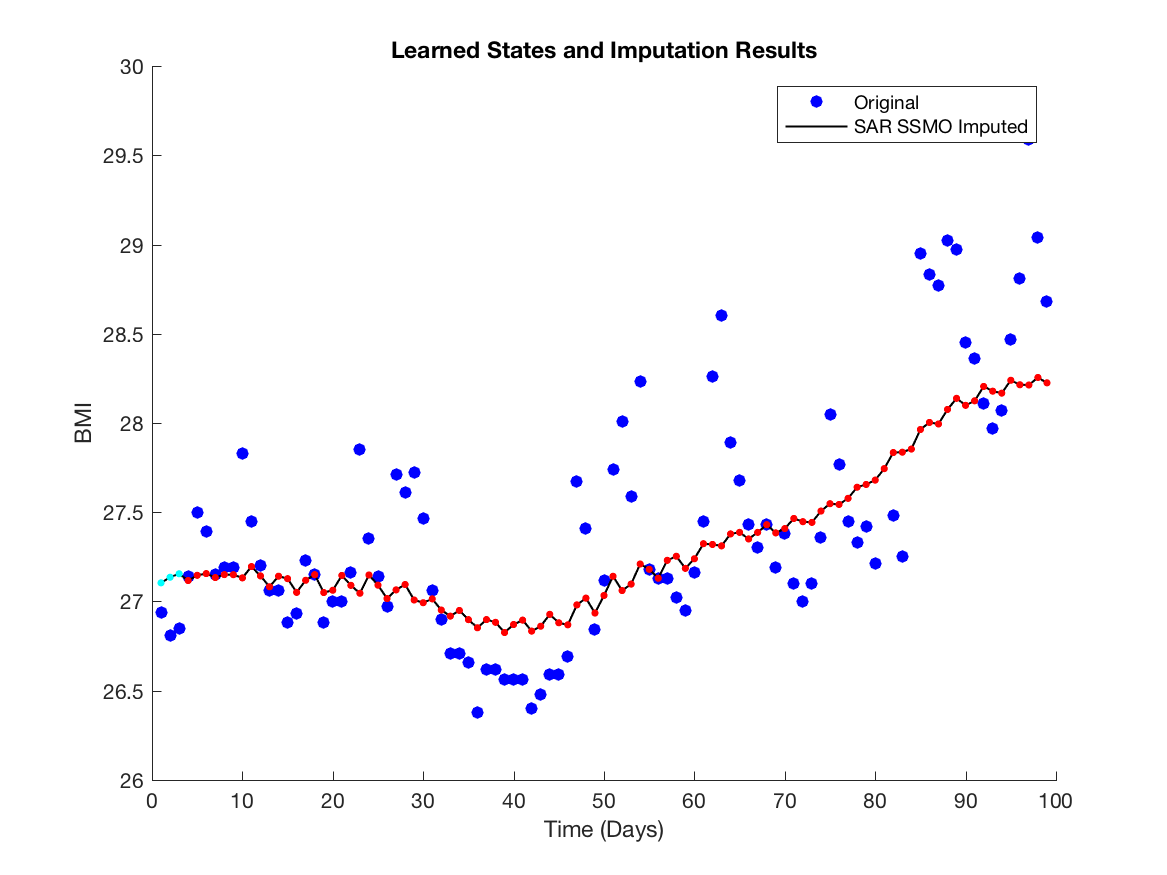 Learned States and Imputation Results
Original
SAR SSMO Imputed
30
29.5
29
28.5
28
27.5
27
26.5
26
BMI
0 10 20 30 40 50 60 70 80 90 100
Time (Days)